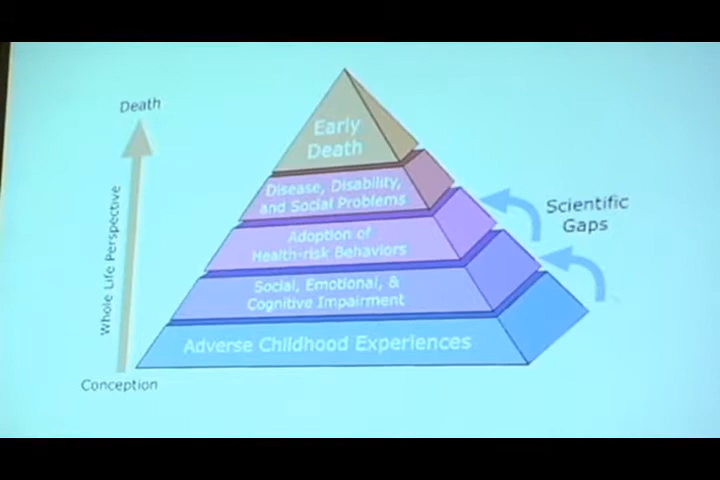 Death
Early
Death
Disease, Disability,
and Social Problems
Scientific
Gaps
Adoption of
Health-risk Behaviors
Whole Life Perspective
Social, Emotional, &
Cognitive Impairment
Adverse Childhood Experiences
Conception